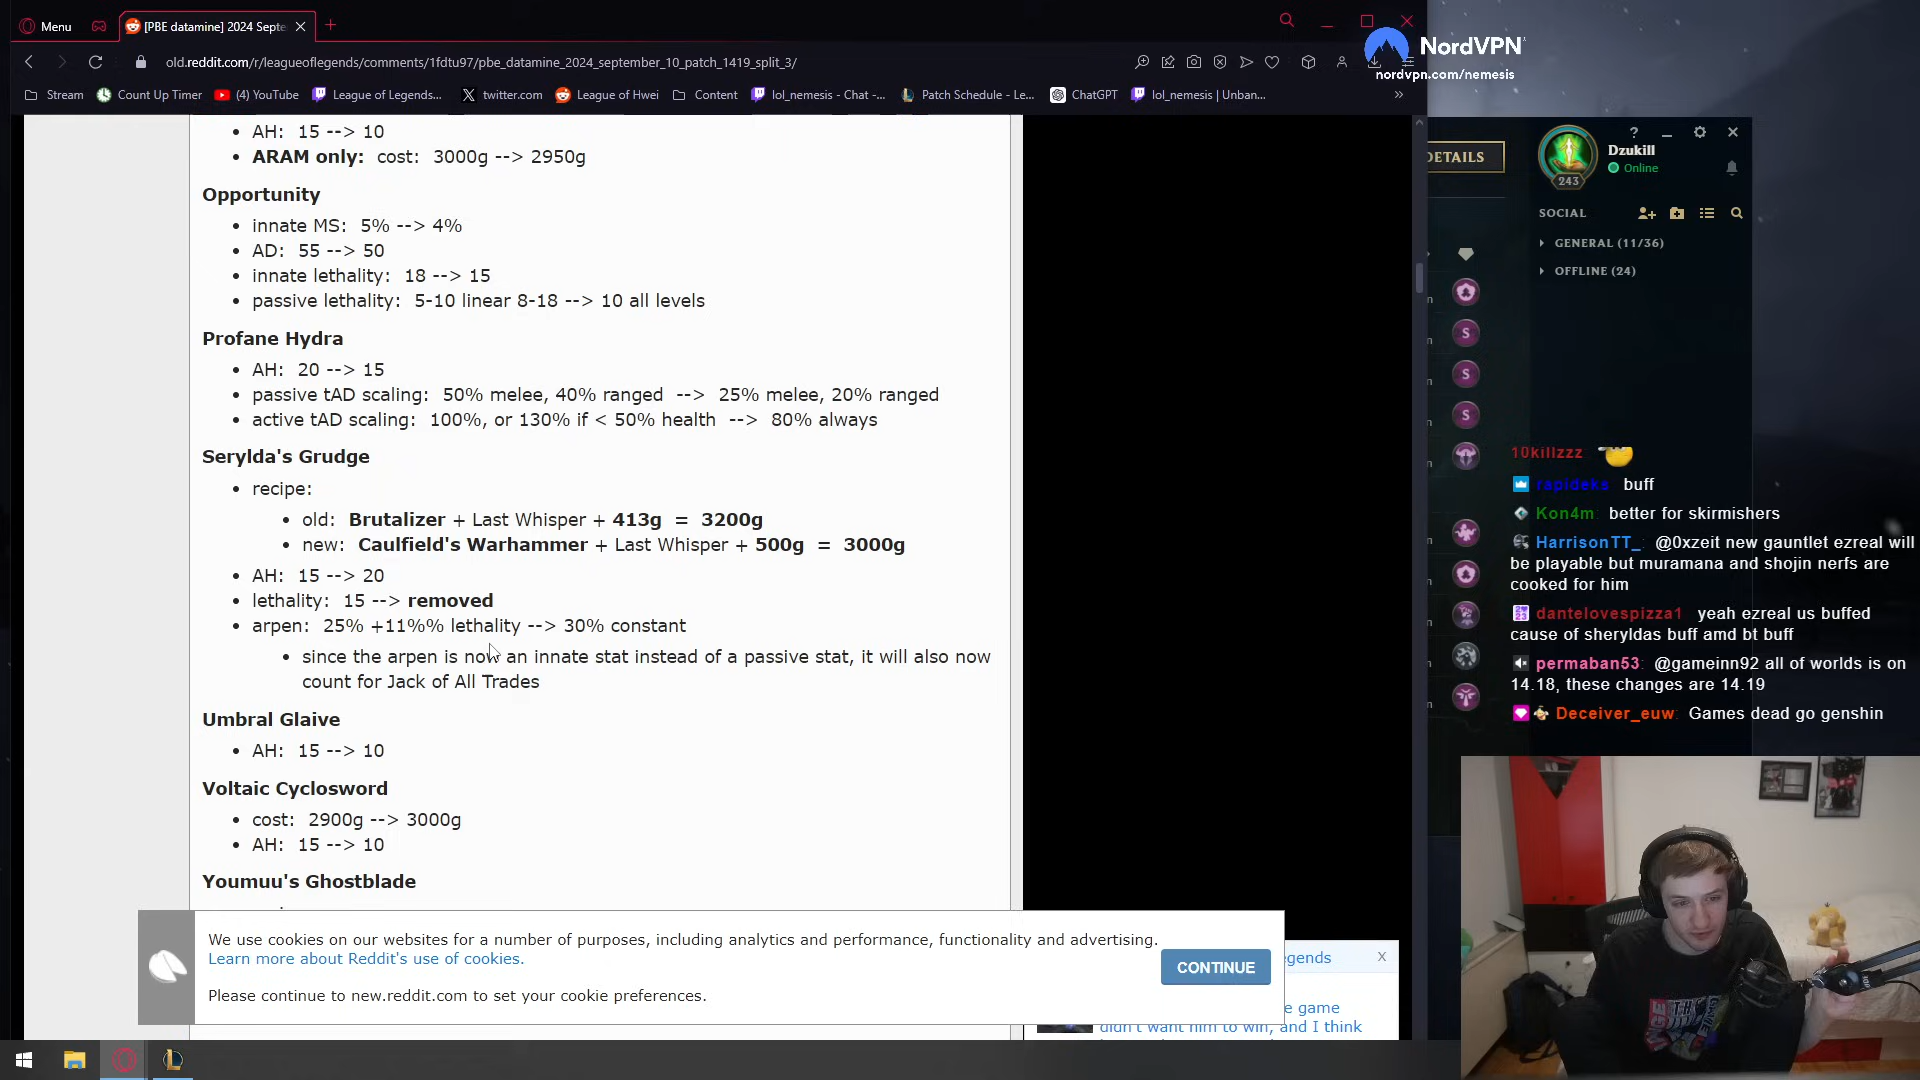 Menu
[PBE datamine] 2024 Septe
NordVPN
nordvpn.com/nemesis
old.reddit.com/r/leagueoflegends/comments/1fdtu97/pbe_datamine_2024_september_10_patch_1419_split_3/
Stream
Count Up Timer
(4) YouTube
League of Legends...
twitter.com
League of Hwei
Content
lol_nemesis - Chat -...
Patch Schedule - Le...
ChatGPT
lol_nemesis | Unban...
»
AH: 15 --> 10
ARAM only: cost: 3000g --> 2950g
Opportunity
innate MS: 5% --> 4%
AD: 55 --> 50
innate lethality: 18 --> 15
passive lethality: 5-10 linear 8-18 --> 10 all levels
Profane Hydra
AH: 20 --> 15
passive tAD scaling: 50% melee, 40% ranged --> 25% melee, 20% ranged
active tAD scaling: 100%, or 130% if < 50% health --> 80% always
Serylda's Grudge
recipe:
old: Brutalizer + Last Whisper + 413g = 3200g
new: Caulfield's Warhammer + Last Whisper + 500g = 3000g
AH: 15 --> 20
lethality: 15 --> removed
arpen: 25% +11%% lethality --> 30% constant
since the arpen is now an innate stat instead of a passive stat, it will also now
count for Jack of All Trades
Umbral Glaive
AH: 15 --> 10
Voltaic Cyclosword
cost: 2900g --> 3000g
AH: 15 --> 10
Youmuu's Ghostblade
We use cookies on our websites for a number of purposes, including analytics and performance, functionality and advertising.
Learn more about Reddit's use of cookies.
Please continue to new.reddit.com to set your cookie preferences.
CONTINUE
gends
X
e game
didn't want him to win, and I think
DETAILS
?
Dzukill
Online
243
SOCIAL
GENERAL (11/36)
OFFLINE (24)
S
S
S
10killzzz
rapideks buff
Kon4m: better for skirmishers
HarrisonTT_: @0xzeit new gauntlet ezreal will
be playable but muramana and shojin nerfs are
cooked for him
dantelovespizza1 yeah ezreal us buffed
cause of sheryldas buff amd bt buff
permaban53: @gameinn92 all of worlds is on
14.18, these changes are 14.19
Deceiver_euw: Games dead go genshin